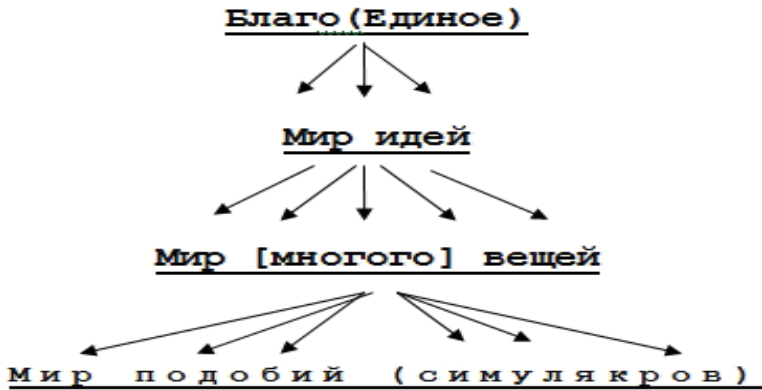 Благо(Единое)
Мир идей
Мир [многого] вещей
Мир подобий (симулякров)